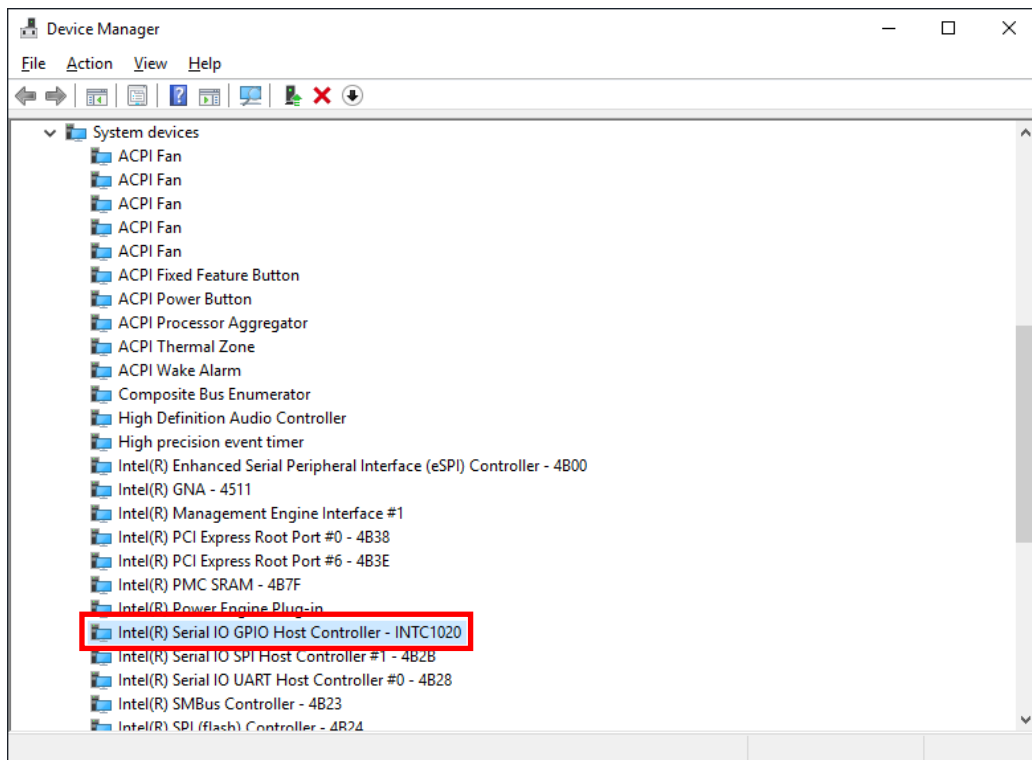 Device Manager
File Action View Help
System devices
ACPI Fan
ACPI Fan
ACPI Fan
ACPI Fan
ACPI Fan
ACPI Fixed Feature Button
ACPI Power Button
ACPI Processor Aggregator
ACPI Thermal Zone
ACPI Wake Alarm
Composite Bus Enumerator
High Definition Audio Controller
High precision event timer
Intel(R) Enhanced Serial Peripheral Interface (eSPI) Controller - 4B00
Intel(R) GNA - 4511
Intel(R) Management Engine Interface #1
Intel(R) PCI Express Root Port #0 - 4B38
Intel(R) PCI Express Root Port #6 - 4B3E
Intel(R) PMC SRAM - 4B7F
Intel(R) Power Engine Plug-in
Intel(R) Serial IO GPIO Host Controller - INTC1020
Intel(R) Serial IO SPI Host Controller #1 - 4B2B
Intel(R) Serial IO UART Host Controller #0 - 4B28
Intel(R) SMBus Controller - 4B23
Intel(R) SPI (flash) Controller - 4B24